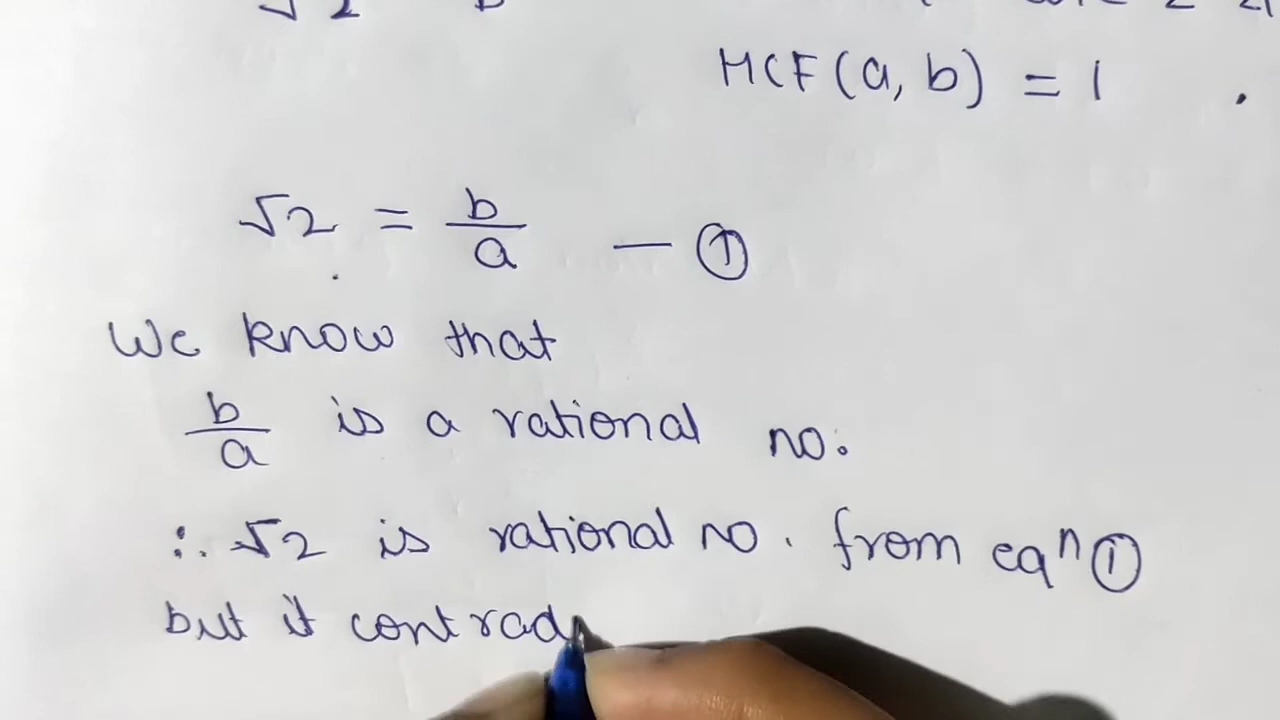 HCF(a, b) = 1 .
√2 = b/a — ①
We know that
b/a is a rational no.
∴ √2 is rational no. from eqⁿ ①
but it contrad